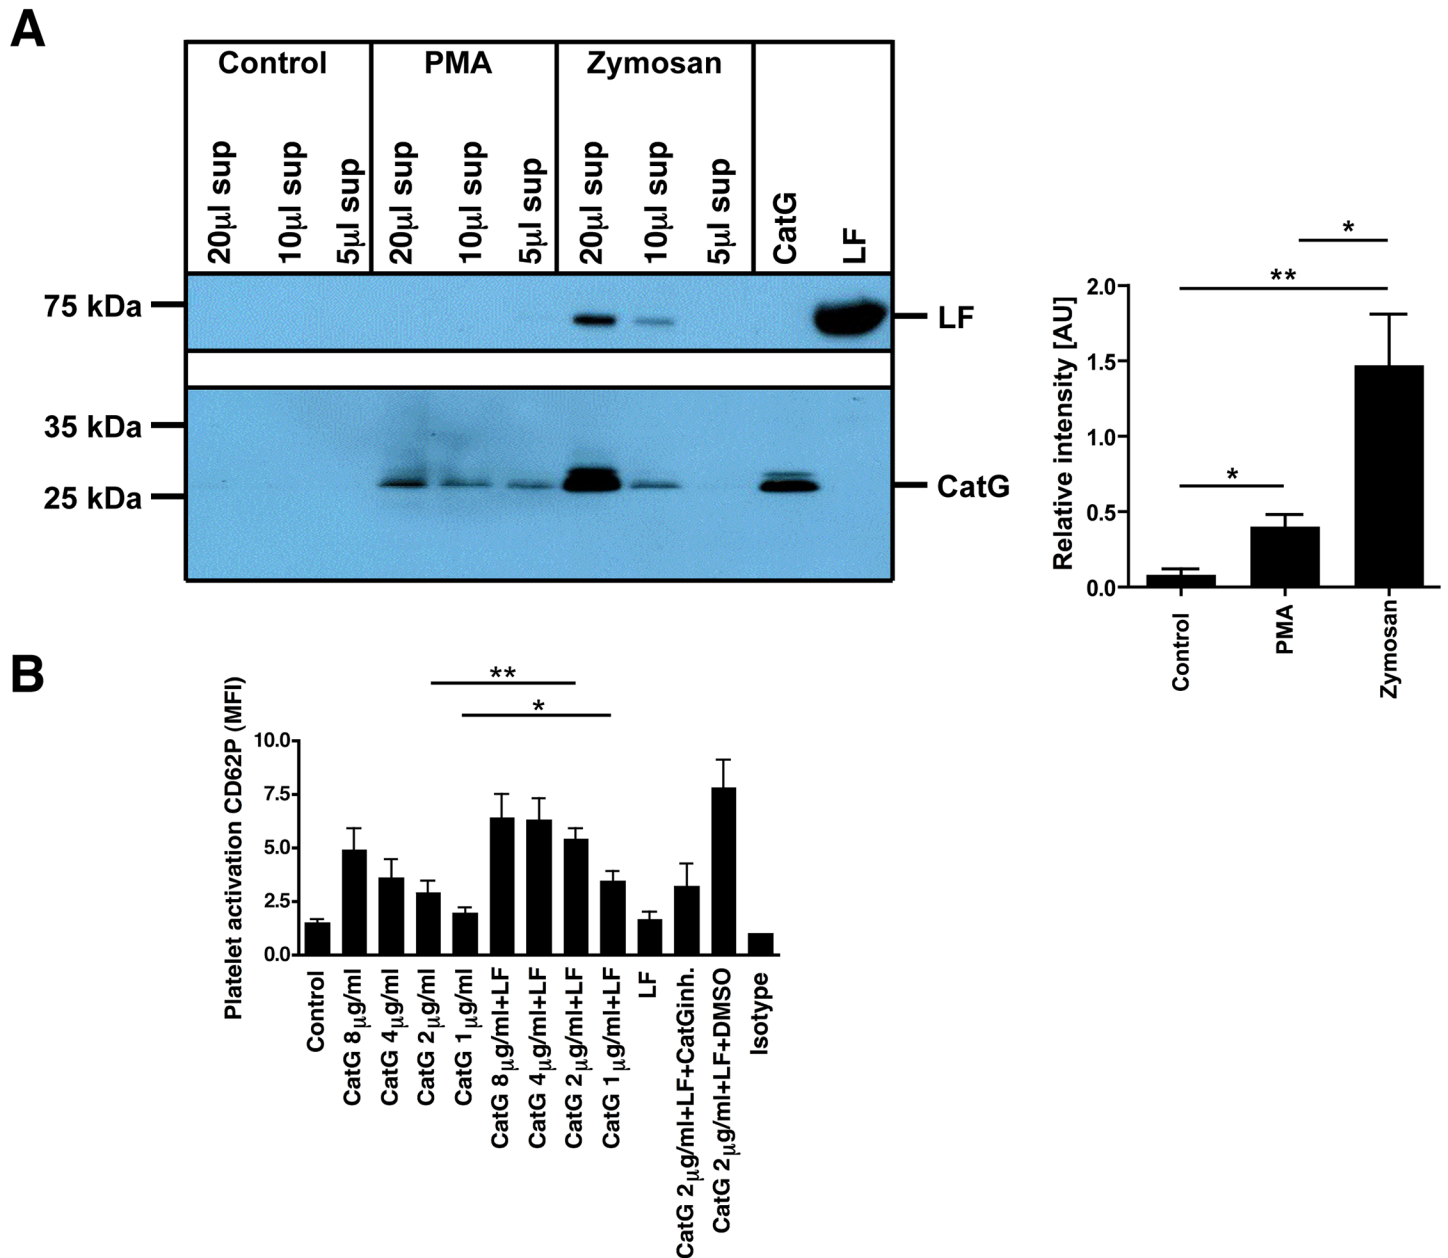 A
Control PMA Zymosan
20µl sup 10µl sup 5µl sup 20µl sup 10µl sup 5µl sup 20µl sup 10µl sup 5µl sup CatG LF
75 kDa
LF
35 kDa
25 kDa
CatG
*
**
*
Relative intensity [AU]
2.0
1.5
1.0
0.5
0.0
Control PMA Zymosan
B
**
*
Platelet activation CD62P (MFI)
10.0
7.5
5.0
2.5
0.0
Control
CatG 8µg/ml
CatG 4µg/ml
CatG 2µg/ml
CatG 1µg/ml
CatG 8µg/ml+LF
CatG 4µg/ml+LF
CatG 2µg/ml+LF
CatG 1µg/ml+LF
LF
CatG 2µg/ml+LF+CatGinh.
CatG 2µg/ml+LF+DMSO
Isotype